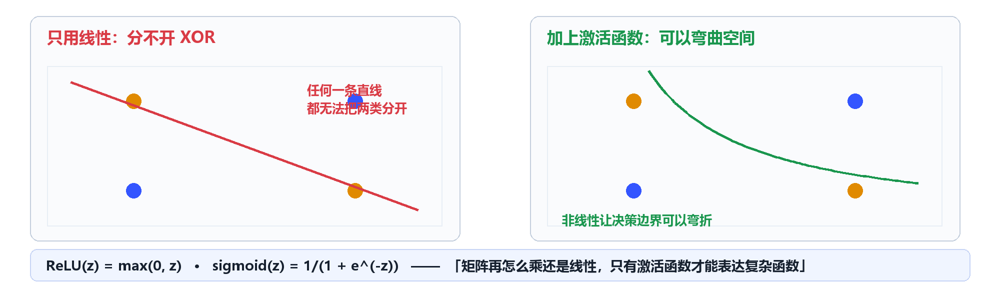 只用线性：分不开 XOR
任何一条直线
都无法把两类分开
加上激活函数：可以弯曲空间
非线性让决策边界可以弯折
ReLU(z) = max(0, z) • sigmoid(z) = 1/(1 + e^(-z)) —— 「矩阵再怎么乘还是线性，只有激活函数才能表达复杂函数」